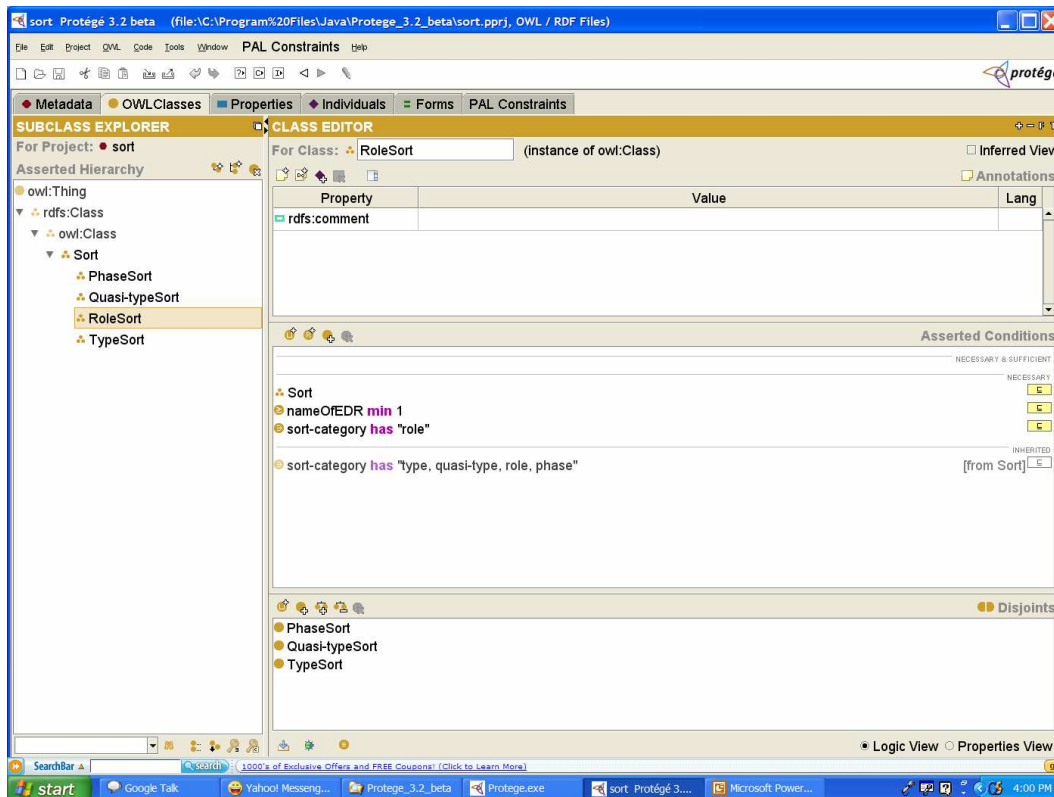 sort Protégé 3.2 beta (file:\C:\Program%20Files\Java\Protege_3.2_beta\sort.pprj, OWL / RDF Files)
File Edit Project OWL Code Tools Window PAL Constraints Help
protégé
Metadata OWLClasses Properties Individuals Forms PAL Constraints
SUBCLASS EXPLORER
For Project: sort
Asserted Hierarchy
owl:Thing
rdfs:Class
owl:Class
Sort
PhaseSort
Quasi-typeSort
RoleSort
TypeSort
CLASS EDITOR
For Class: RoleSort (instance of owl:Class) Inferred View
Annotations
Property Value Lang
rdfs:comment
Asserted Conditions
NECESSARY & SUFFICIENT
NECESSARY
Sort
nameOfEDR min 1
sort-category has "role"
INHERITED
sort-category has "type, quasi-type, role, phase" [from Sort]
Disjoints
PhaseSort
Quasi-typeSort
TypeSort
Logic View Properties View
SearchBar Search 1000's of Exclusive Offers and FREE Coupons! (Click to Learn More)
start Google Talk Yahoo! Messeng... Protege_3.2_beta Protege.exe sort Protégé 3.... Microsoft Power... 4:00 PM